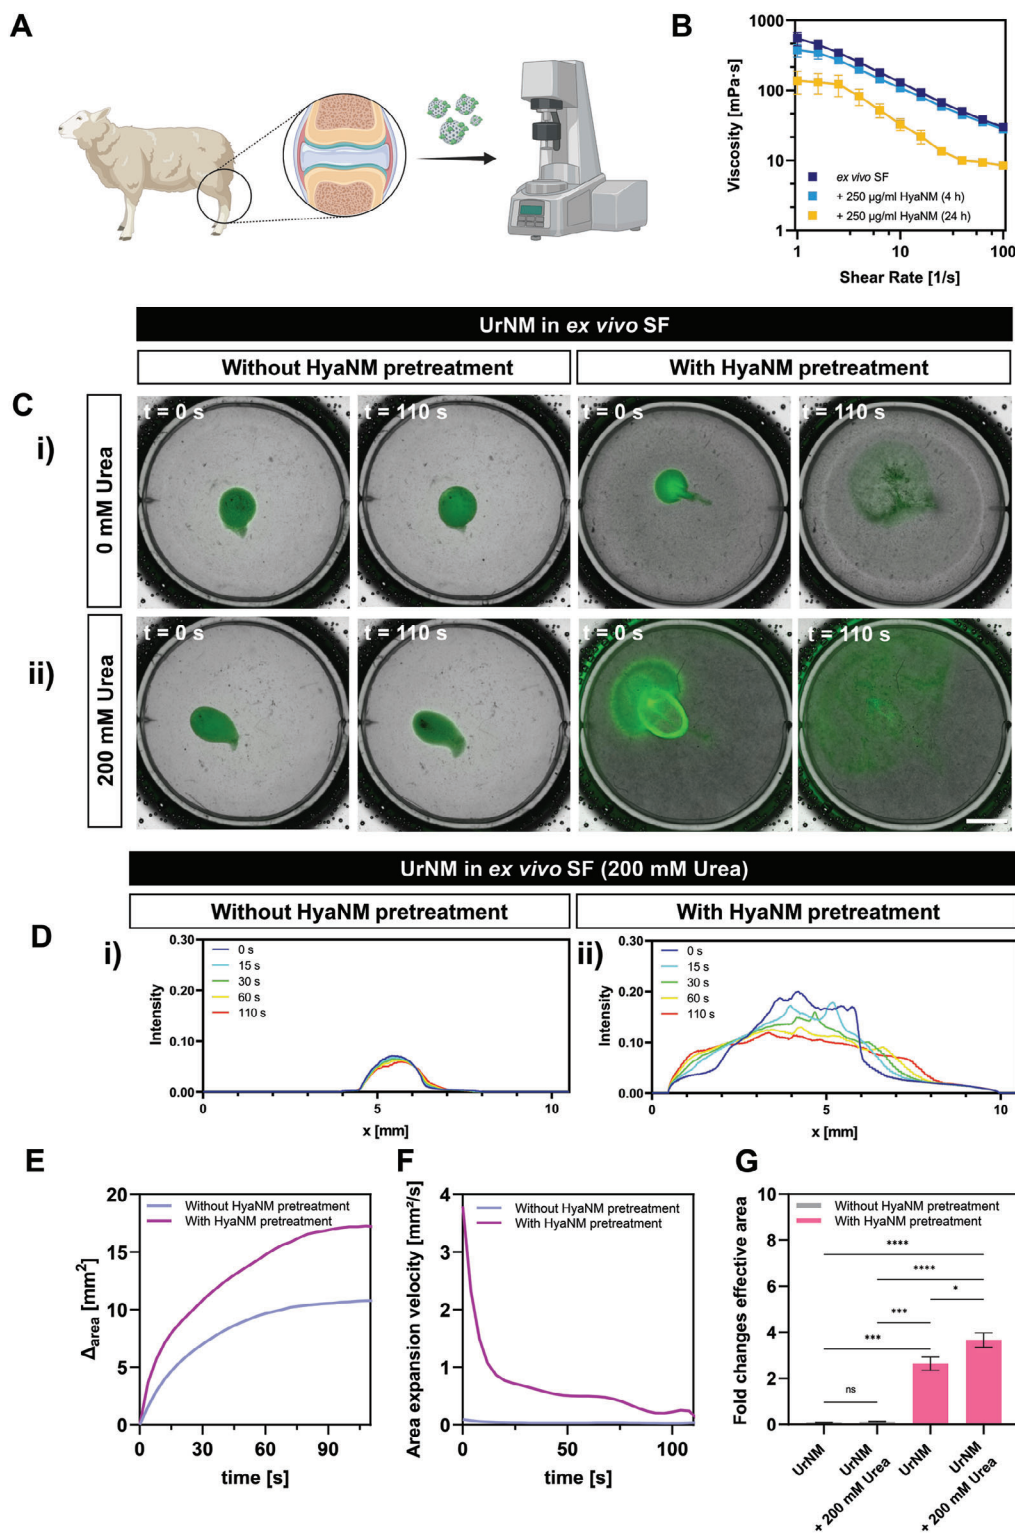 A
B
Viscosity [mPa·s]
1000
100
10
1
ex vivo SF
+ 250 µg/ml HyaNM (4 h)
+ 250 µg/ml HyaNM (24 h)
1
10
100
Shear Rate [1/s]
UrNM in ex vivo SF
Without HyaNM pretreatment
With HyaNM pretreatment
C
i)
0 mM Urea
t = 0 s
t = 110 s
t = 0 s
t = 110 s
ii)
200 mM Urea
t = 0 s
t = 110 s
t = 0 s
t = 110 s
UrNM in ex vivo SF (200 mM Urea)
Without HyaNM pretreatment
With HyaNM pretreatment
D
i)
Intensity
0.30
0.20
0.10
0.00
0 s
15 s
30 s
60 s
110 s
0
5
10
x [mm]
ii)
Intensity
0.30
0.20
0.10
0.00
0 s
15 s
30 s
60 s
110 s
0
5
10
x [mm]
E
Δarea [mm²]
20
15
10
5
0
Without HyaNM pretreatment
With HyaNM pretreatment
0
30
60
90
time [s]
F
Area expansion velocity [mm²/s]
4
3
2
1
0
Without HyaNM pretreatment
With HyaNM pretreatment
0
50
100
time [s]
G
Fold changes effective area
10
8
6
4
2
0
Without HyaNM pretreatment
With HyaNM pretreatment
****
****
*
***
***
ns
UrNM
UrNM
+ 200 mM Urea
UrNM
UrNM
+ 200 mM Urea